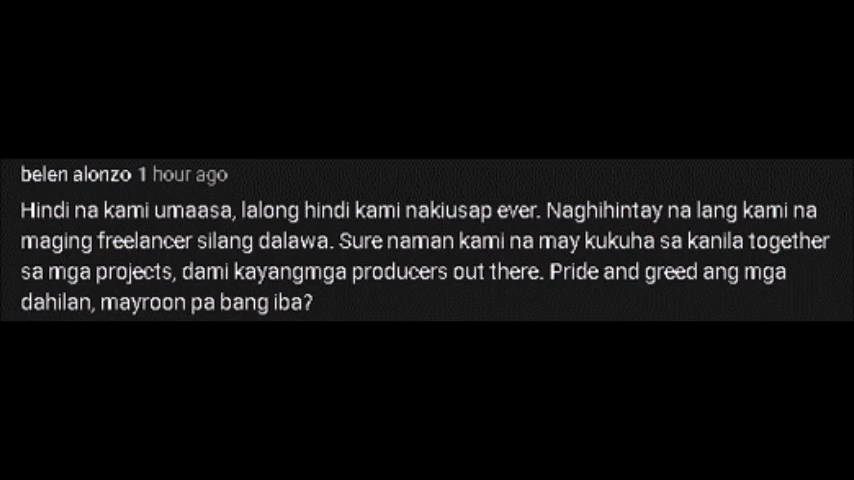 belen alonzo 1 hour ago
Hindi na kami umaasa, lalong hindi kami nakiusap ever. Naghihintay na lang kami na
maging freelancer silang dalawa. Sure naman kami na may kukuha sa kanila together
sa mga projects, dami kayangmga producers out there. Pride and greed ang mga
dahilan, mayroon pa bang iba?